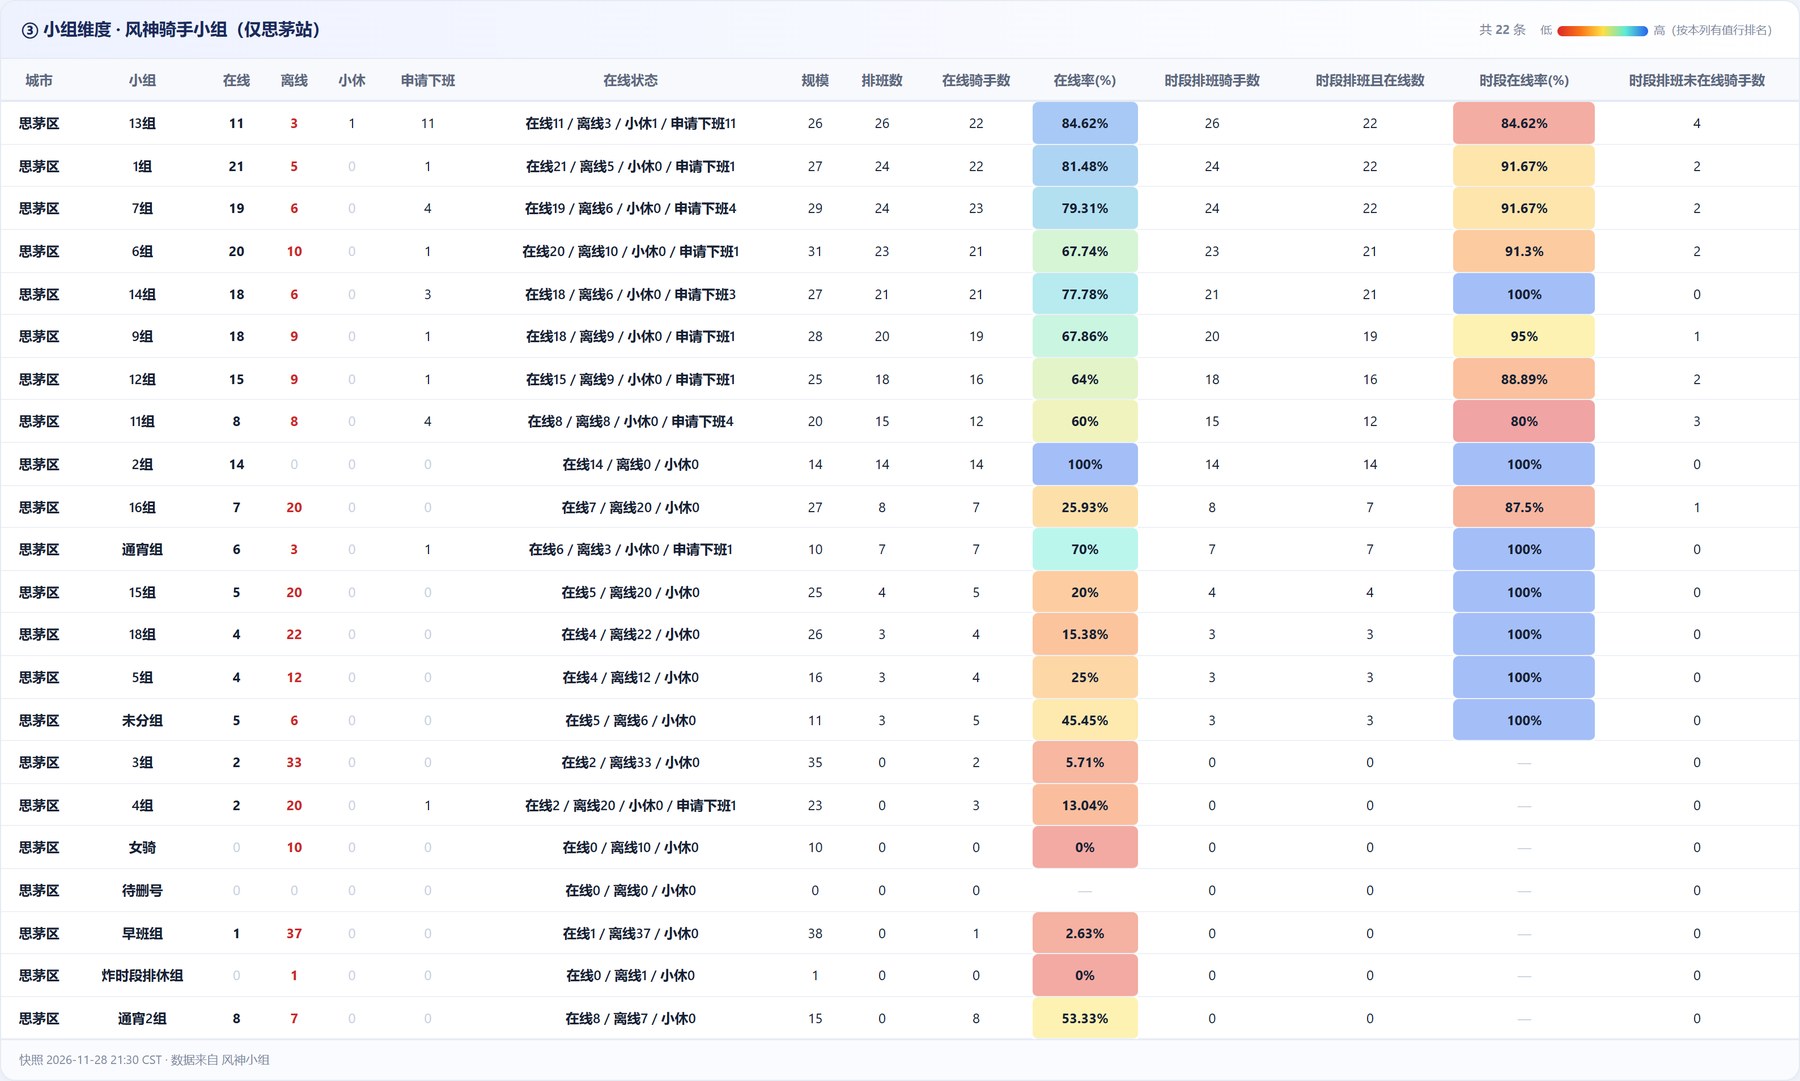 ③ 小组维度 · 风神骑手小组（仅思茅站）
共 22 条 低 高 (按本列有值行排名)
城市 小组 在线 离线 小休 申请下班 在线状态 规模 排班数 在线骑手数 在线率(%) 时段排班骑手数 时段排班且在线数 时段在线率(%) 时段排班未在线骑手数
思茅区 13组 11 3 1 11 在线11 / 离线3 / 小休1 / 申请下班11 26 26 22 84.62% 26 22 84.62% 4
思茅区 1组 21 5 0 1 在线21 / 离线5 / 小休0 / 申请下班1 27 24 22 81.48% 24 22 91.67% 2
思茅区 7组 19 6 0 4 在线19 / 离线6 / 小休0 / 申请下班4 29 24 23 79.31% 24 22 91.67% 2
思茅区 6组 20 10 0 1 在线20 / 离线10 / 小休0 / 申请下班1 31 23 21 67.74% 23 21 91.3% 2
思茅区 14组 18 6 0 3 在线18 / 离线6 / 小休0 / 申请下班3 27 21 21 77.78% 21 21 100% 0
思茅区 9组 18 9 0 1 在线18 / 离线9 / 小休0 / 申请下班1 28 20 19 67.86% 20 19 95% 1
思茅区 12组 15 9 0 1 在线15 / 离线9 / 小休0 / 申请下班1 25 18 16 64% 18 16 88.89% 2
思茅区 11组 8 8 0 4 在线8 / 离线8 / 小休0 / 申请下班4 20 15 12 60% 15 12 80% 3
思茅区 2组 14 0 0 0 在线14 / 离线0 / 小休0 14 14 14 100% 14 14 100% 0
思茅区 16组 7 20 0 0 在线7 / 离线20 / 小休0 27 8 7 25.93% 8 7 87.5% 1
思茅区 通宵组 6 3 0 1 在线6 / 离线3 / 小休0 / 申请下班1 10 7 7 70% 7 7 100% 0
思茅区 15组 5 20 0 0 在线5 / 离线20 / 小休0 25 4 5 20% 4 4 100% 0
思茅区 18组 4 22 0 0 在线4 / 离线22 / 小休0 26 3 4 15.38% 3 3 100% 0
思茅区 5组 4 12 0 0 在线4 / 离线12 / 小休0 16 3 4 25% 3 3 100% 0
思茅区 未分组 5 6 0 0 在线5 / 离线6 / 小休0 11 3 5 45.45% 3 3 100% 0
思茅区 3组 2 33 0 0 在线2 / 离线33 / 小休0 35 0 2 5.71% 0 0 — 0
思茅区 4组 2 20 0 1 在线2 / 离线20 / 小休0 / 申请下班1 23 0 3 13.04% 0 0 — 0
思茅区 女骑 0 10 0 0 在线0 / 离线10 / 小休0 10 0 0 0% 0 0 — 0
思茅区 待删号 0 0 0 0 在线0 / 离线0 / 小休0 0 0 0 — 0 0 — 0
思茅区 早班组 1 37 0 0 在线1 / 离线37 / 小休0 38 0 1 2.63% 0 0 — 0
思茅区 炸时段排休组 0 1 0 0 在线0 / 离线1 / 小休0 1 0 0 0% 0 0 — 0
思茅区 通宵2组 8 7 0 0 在线8 / 离线7 / 小休0 15 0 8 53.33% 0 0 — 0
快照 2026-11-28 21:30 CST · 数据来自 风神小组